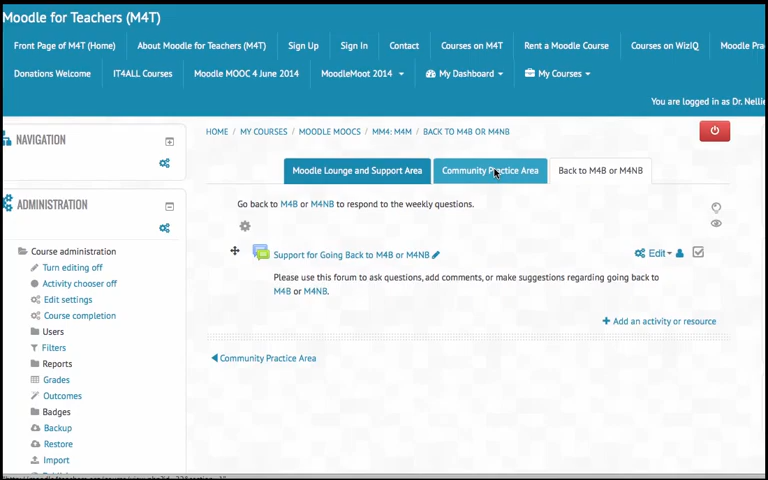 Moodle for Teachers (M4T)
Front Page of M4T (Home) About Moodle for Teachers (M4T) Sign Up Sign In Contact Courses on M4T Rent a Moodle Course Courses on WizIQ Moodle Pra
Donations Welcome IT4ALL Courses Moodle MOOC 4 June 2014 MoodleMoot 2014 My Dashboard My Courses
You are logged in as Dr. Nellie
HOME / MY COURSES / MOODLE MOOCS / MM4: M4M / BACK TO M4B OR M4NB
NAVIGATION
Moodle Lounge and Support Area Community Practice Area Back to M4B or M4NB
ADMINISTRATION
Go back to M4B or M4NB to respond to the weekly questions.
Course administration
Turn editing off
Activity chooser off
Edit settings
Course completion
Users
Filters
Reports
Grades
Outcomes
Badges
Backup
Restore
Import
Support for Going Back to M4B or M4NB
Edit
Please use this forum to ask questions, add comments, or make suggestions regarding going back to
M4B or M4NB.
Add an activity or resource
Community Practice Area